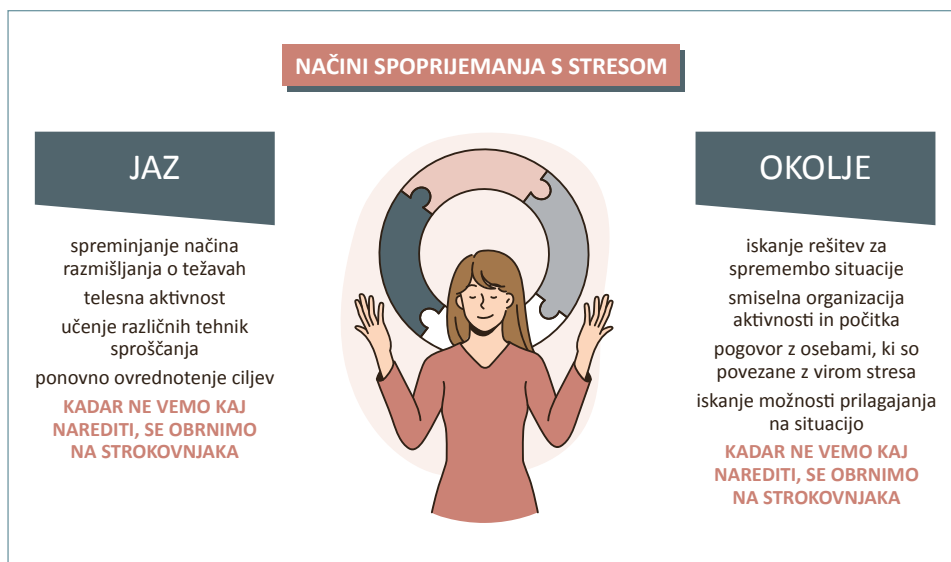 NAČINI SPOPRIJEMANJA S STRESOM
JAZ
spreminjanje načina
razmišljanja o težavah
telesna aktivnost
učenje različnih tehnik
sproščanja
ponovno ovrednotenje ciljev
KADAR NE VEMO KAJ
NAREDITI, SE OBRNIMO
NA STROKOVNJAKA
OKOLJE
iskanje rešitev za
spremembo situacije
smiselna organizacija
aktivnosti in počitka
pogovor z osebami, ki so
povezane z virom stresa
iskanje možnosti prilagajanja
na situacijo
KADAR NE VEMO KAJ
NAREDITI, SE OBRNIMO
NA STROKOVNJAKA